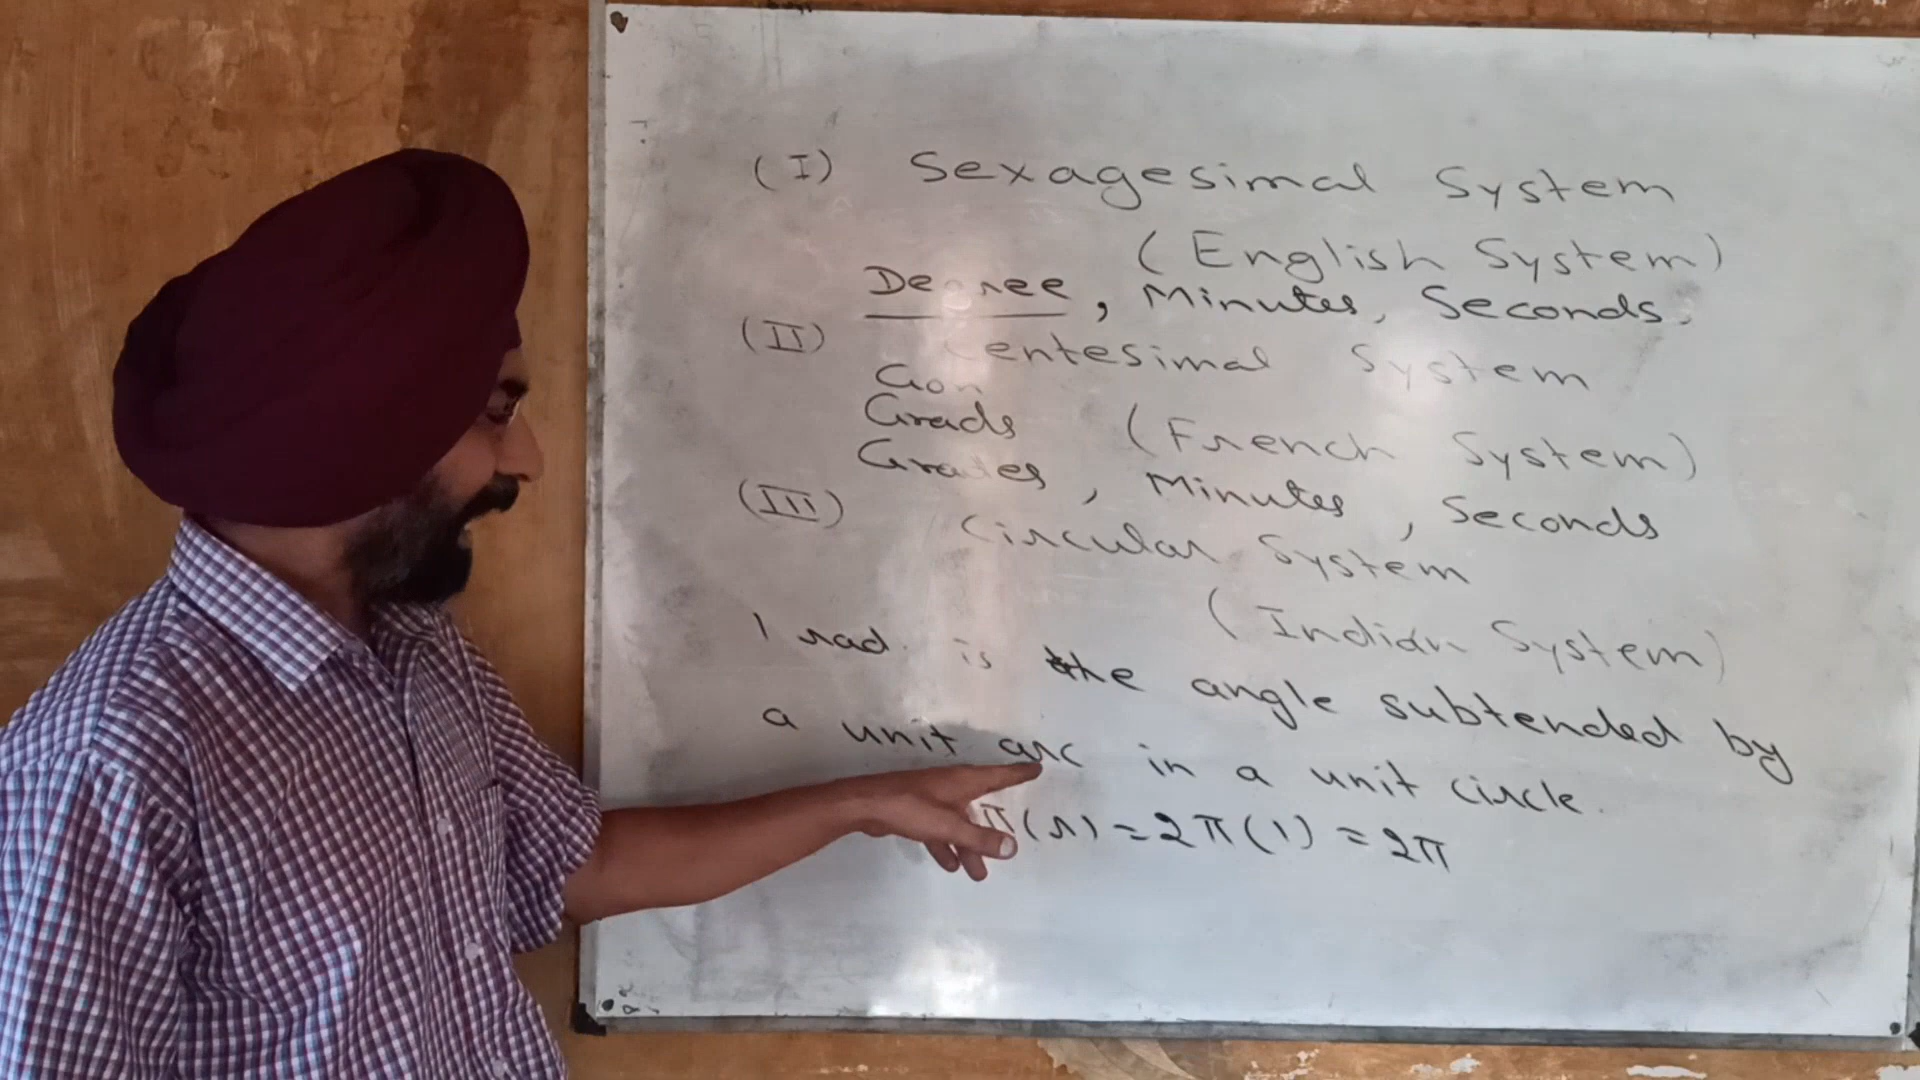 (I) Sexagesimal System
(English System)
Degree, Minutes, Seconds.
(II) Centesimal System
Gon
Grads (French System)
Grades, Minutes, Seconds
(III) Circular System
(Indian System)
1 rad. is the angle subtended by
a unit arc in a unit circle.
π(r) = 2π(1) = 2π